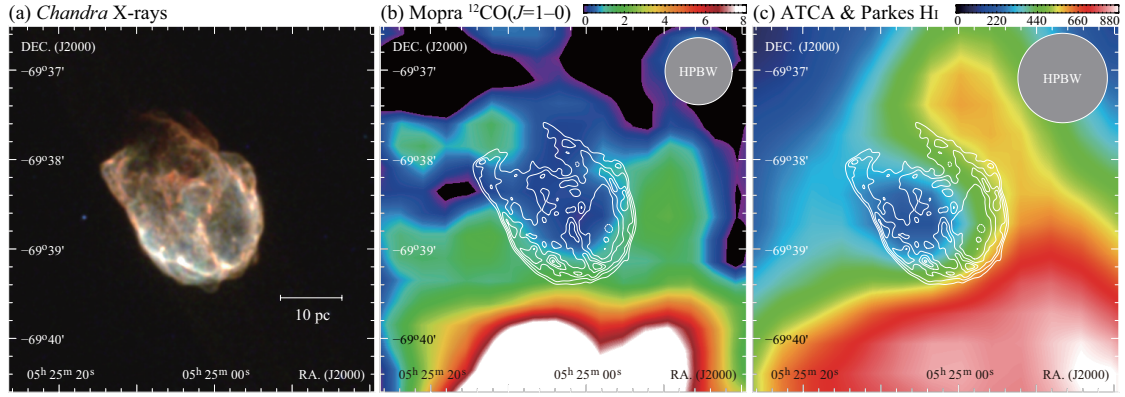 (a) Chandra X-rays
DEC. (J2000)
−69°37'
−69°38'
−69°39'
−69°40'
10 pc
05ʰ 25ᵐ 20ˢ
05ʰ 25ᵐ 00ˢ
RA. (J2000)
(b) Mopra ¹²CO(J=1–0)
0 2 4 6 8
DEC. (J2000)
HPBW
−69°37'
−69°38'
−69°39'
−69°40'
05ʰ 25ᵐ 20ˢ
05ʰ 25ᵐ 00ˢ
RA. (J2000)
(c) ATCA & Parkes HI
0 220 440 660 880
DEC. (J2000)
HPBW
−69°37'
−69°38'
−69°39'
−69°40'
05ʰ 25ᵐ 20ˢ
05ʰ 25ᵐ 00ˢ
RA. (J2000)